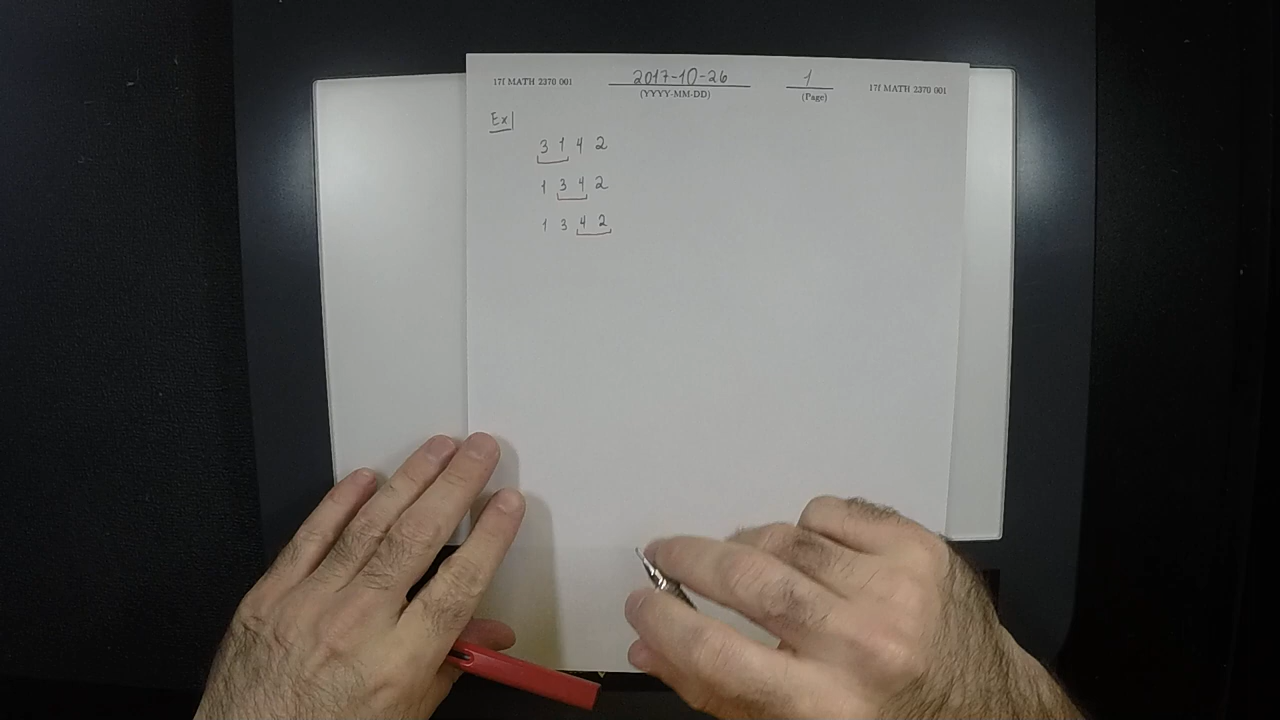 17f MATH 2370 001 2017-10-26 1 17f MATH 2370 001
(YYYY-MM-DD) (Page)
Ex
3 1 4 2
1 3 4 2
1 3 4 2